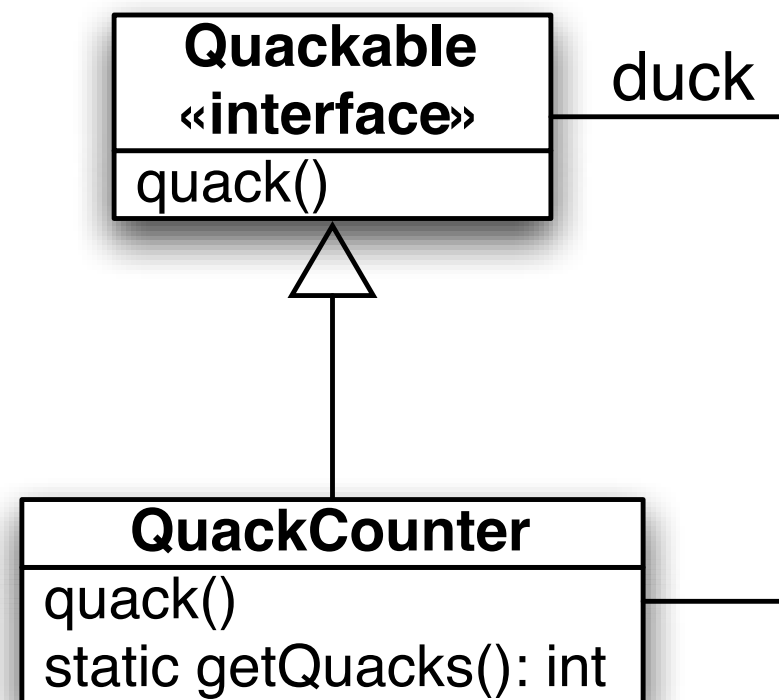 Quackable
«interface»
duck
quack()
QuackCounter
quack()
static getQuacks(): int